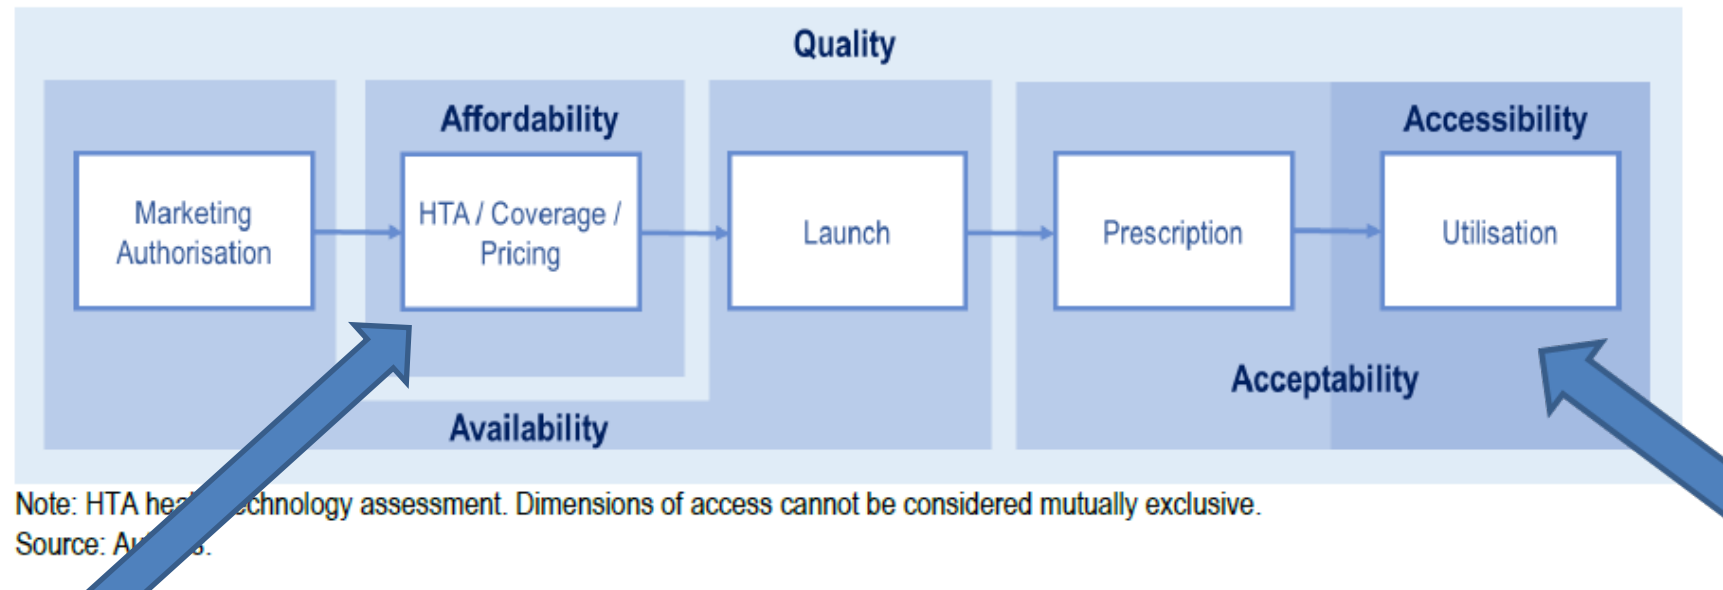 Quality
Affordability
Accessibility
Marketing
Authorisation
HTA / Coverage /
Pricing
Launch
Prescription
Utilisation
Acceptability
Availability
Note: HTA technology assessment. Dimensions of access cannot be considered mutually exclusive.
Source: